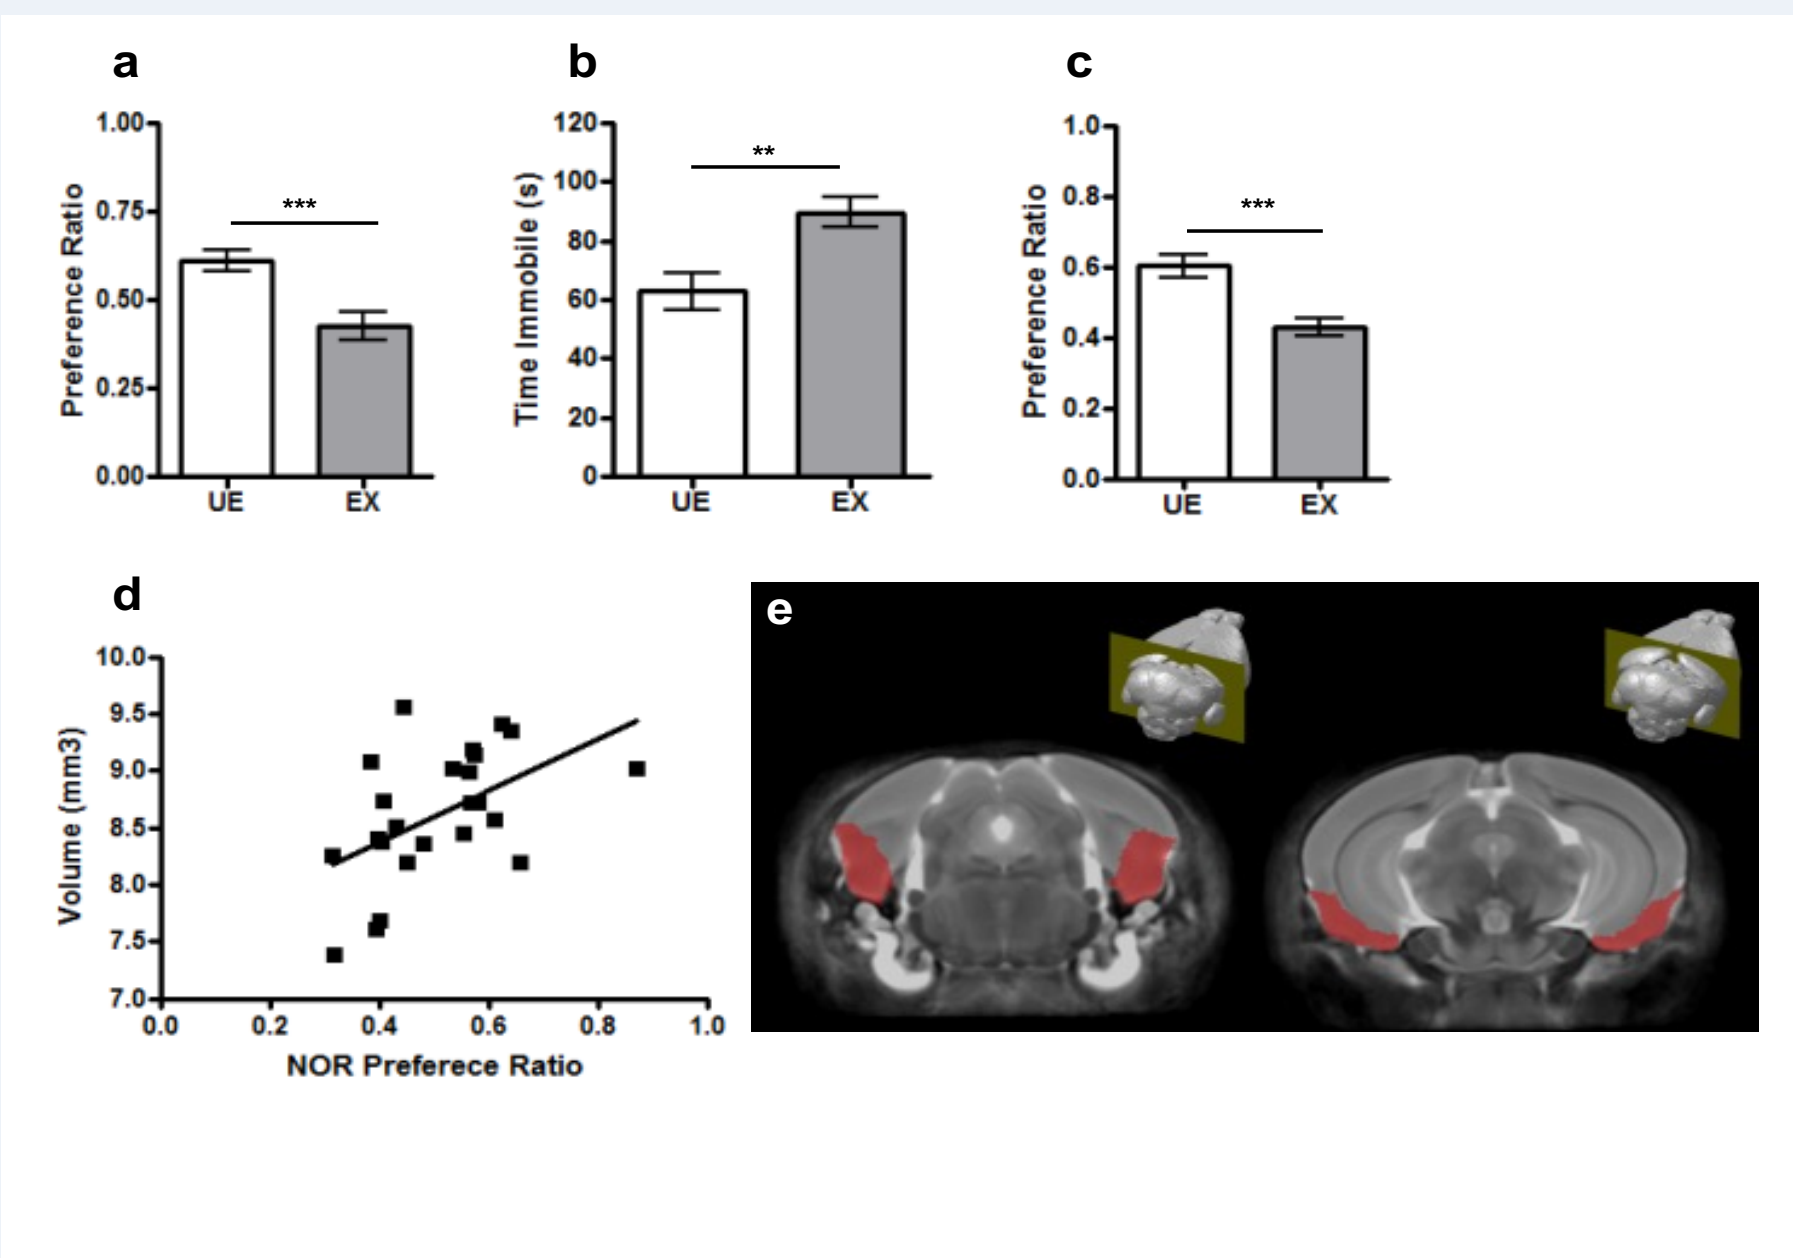 a
b
c
1.00
0.75
0.50
0.25
0.00
Preference Ratio
***
UE
EX
120
100
80
60
40
20
0
Time Immobile (s)
**
UE
EX
1.0
0.8
0.6
0.4
0.2
0.0
Preference Ratio
***
UE
EX
d
10.0
9.5
9.0
8.5
8.0
7.5
7.0
Volume (mm3)
0.0
0.2
0.4
0.6
0.8
1.0
NOR Preferece Ratio
e